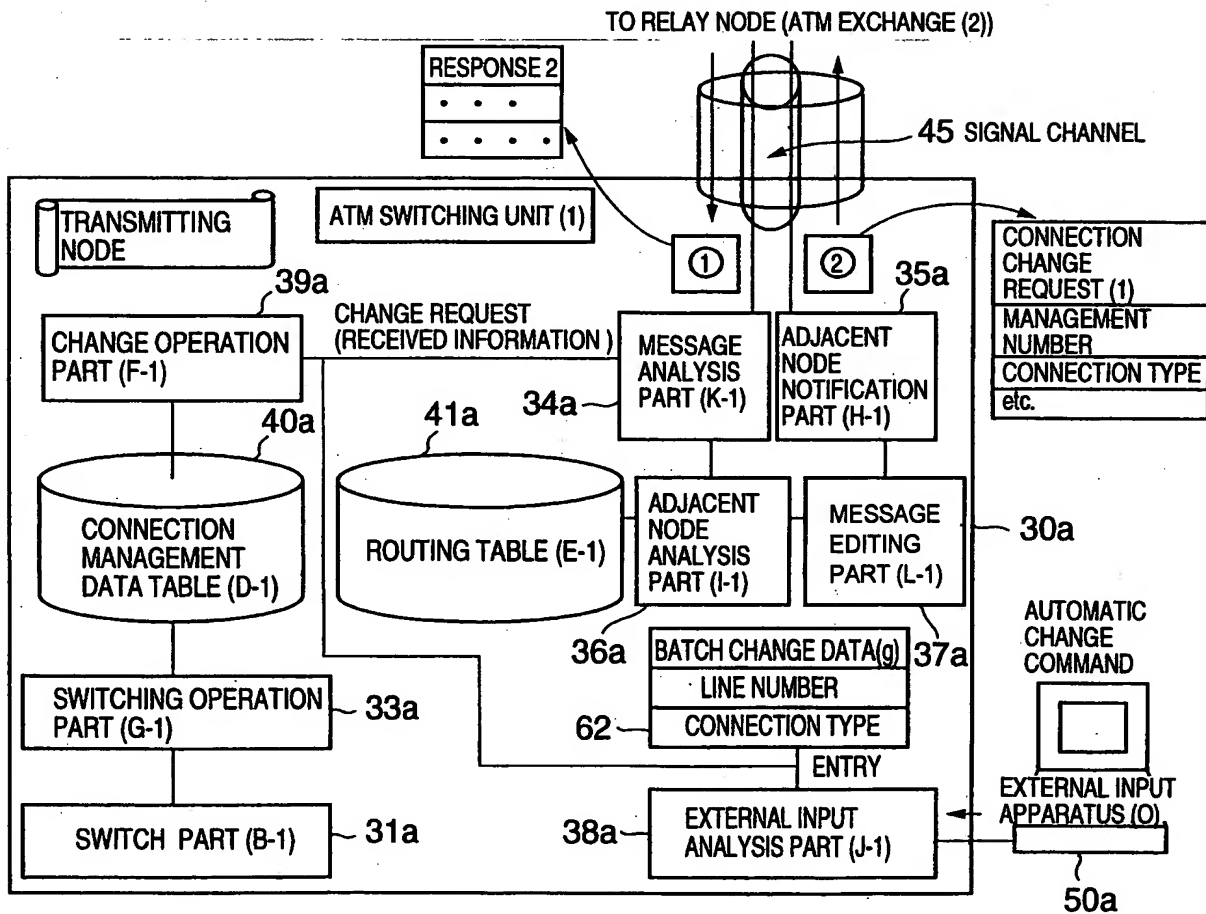 TO RELAY NODE (ATM EXCHANGE (2))
RESPONSE 2
• • •
• • • •
45 SIGNAL CHANNEL
TRANSMITTING
NODE
ATM SWITCHING UNIT (1)
①
②
CONNECTION
CHANGE
REQUEST (1)
MANAGEMENT
NUMBER
CONNECTION TYPE
etc.
39a
35a
CHANGE REQUEST
(RECEIVED INFORMATION )
CHANGE OPERATION
PART (F-1)
MESSAGE
ANALYSIS
PART (K-1)
ADJACENT
NODE
NOTIFICATION
PART (H-1)
34a
40a
41a
CONNECTION
MANAGEMENT
DATA TABLE (D-1)
ROUTING TABLE (E-1)
ADJACENT
NODE
ANALYSIS
PART (I-1)
MESSAGE
EDITING
PART (L-1)
30a
36a
37a
BATCH CHANGE DATA(g)
LINE NUMBER
CONNECTION TYPE
62
AUTOMATIC
CHANGE
COMMAND
SWITCHING OPERATION
PART (G-1)
33a
ENTRY
EXTERNAL INPUT
APPARATUS (O)
SWITCH PART (B-1)
31a
38a
EXTERNAL INPUT
ANALYSIS PART (J-1)
50a